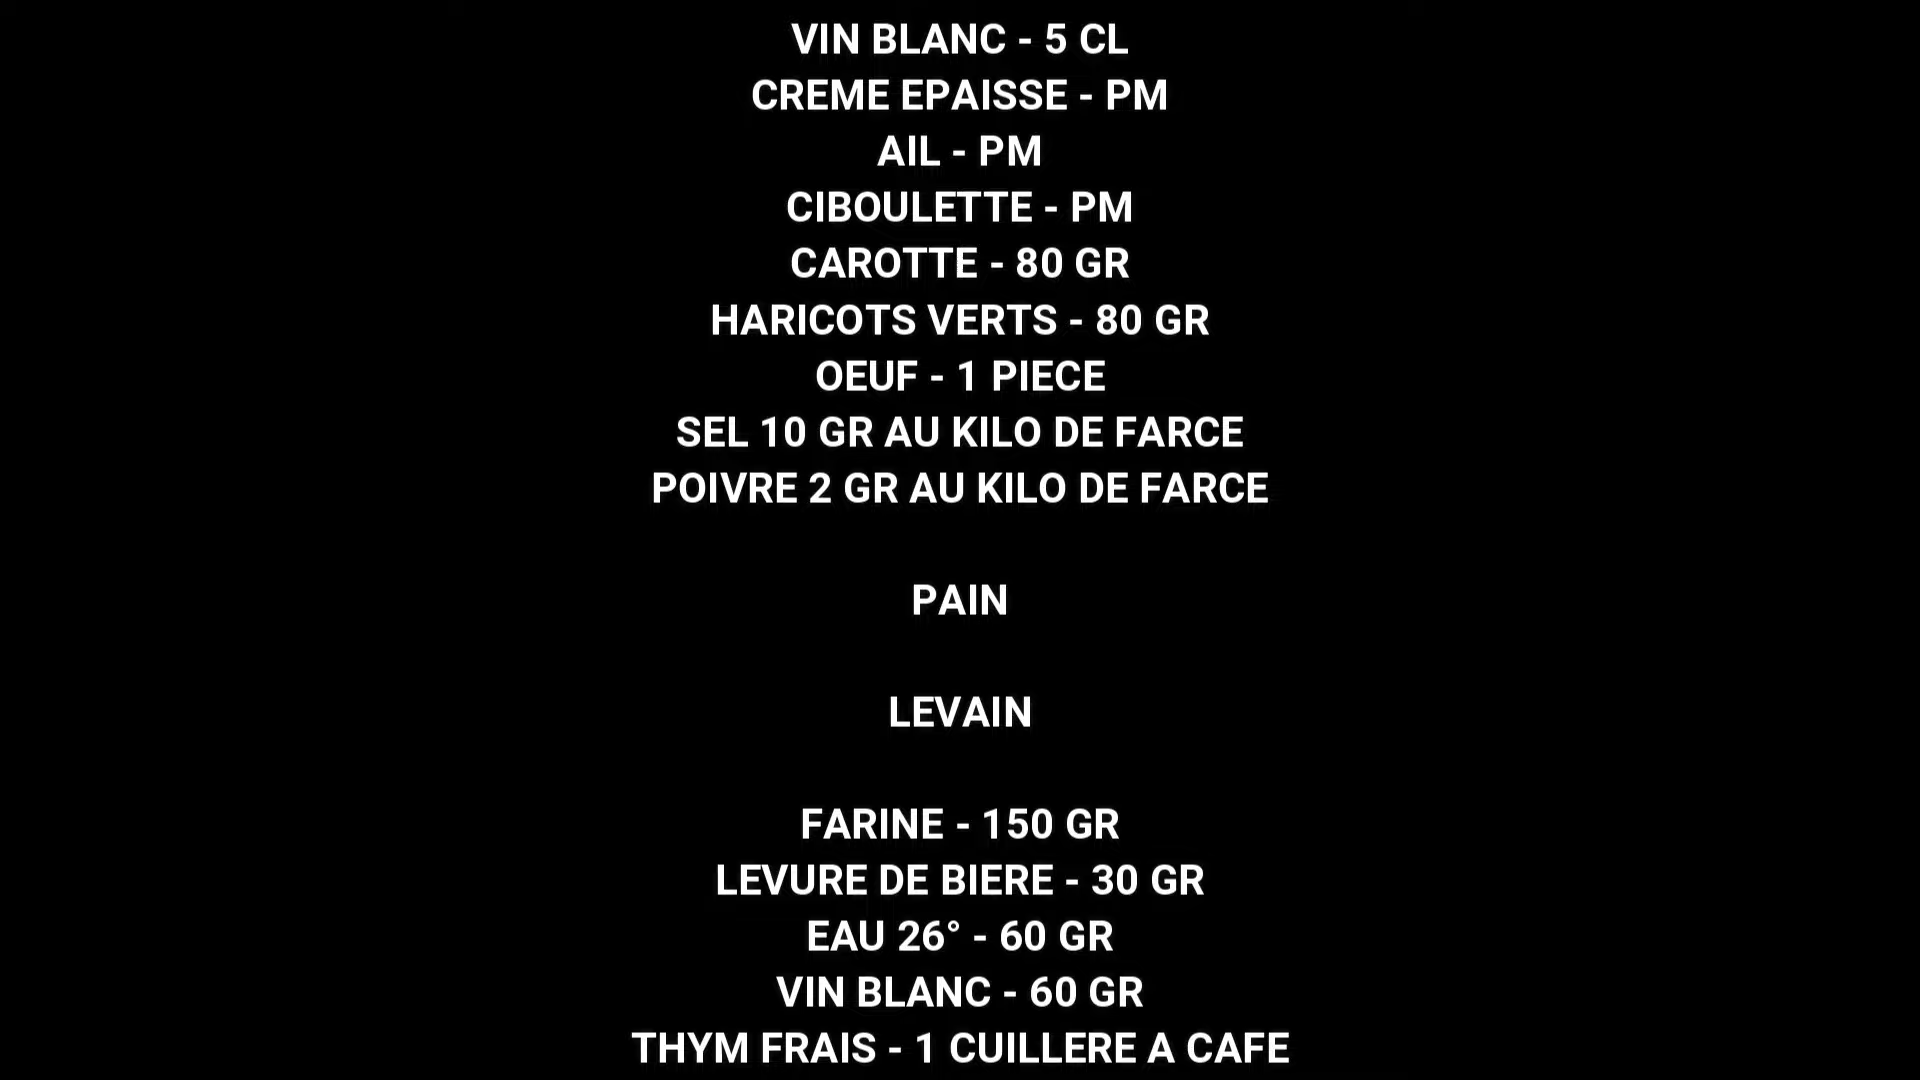 VIN BLANC - 5 CL
CREME EPAISSE - PM
AIL - PM
CIBOULETTE - PM
CAROTTE - 80 GR
HARICOTS VERTS - 80 GR
OEUF - 1 PIECE
SEL 10 GR AU KILO DE FARCE
POIVRE 2 GR AU KILO DE FARCE
PAIN
LEVAIN
FARINE - 150 GR
LEVURE DE BIERE - 30 GR
EAU 26° - 60 GR
VIN BLANC - 60 GR
THYM FRAIS - 1 CUILLERE A CAFE